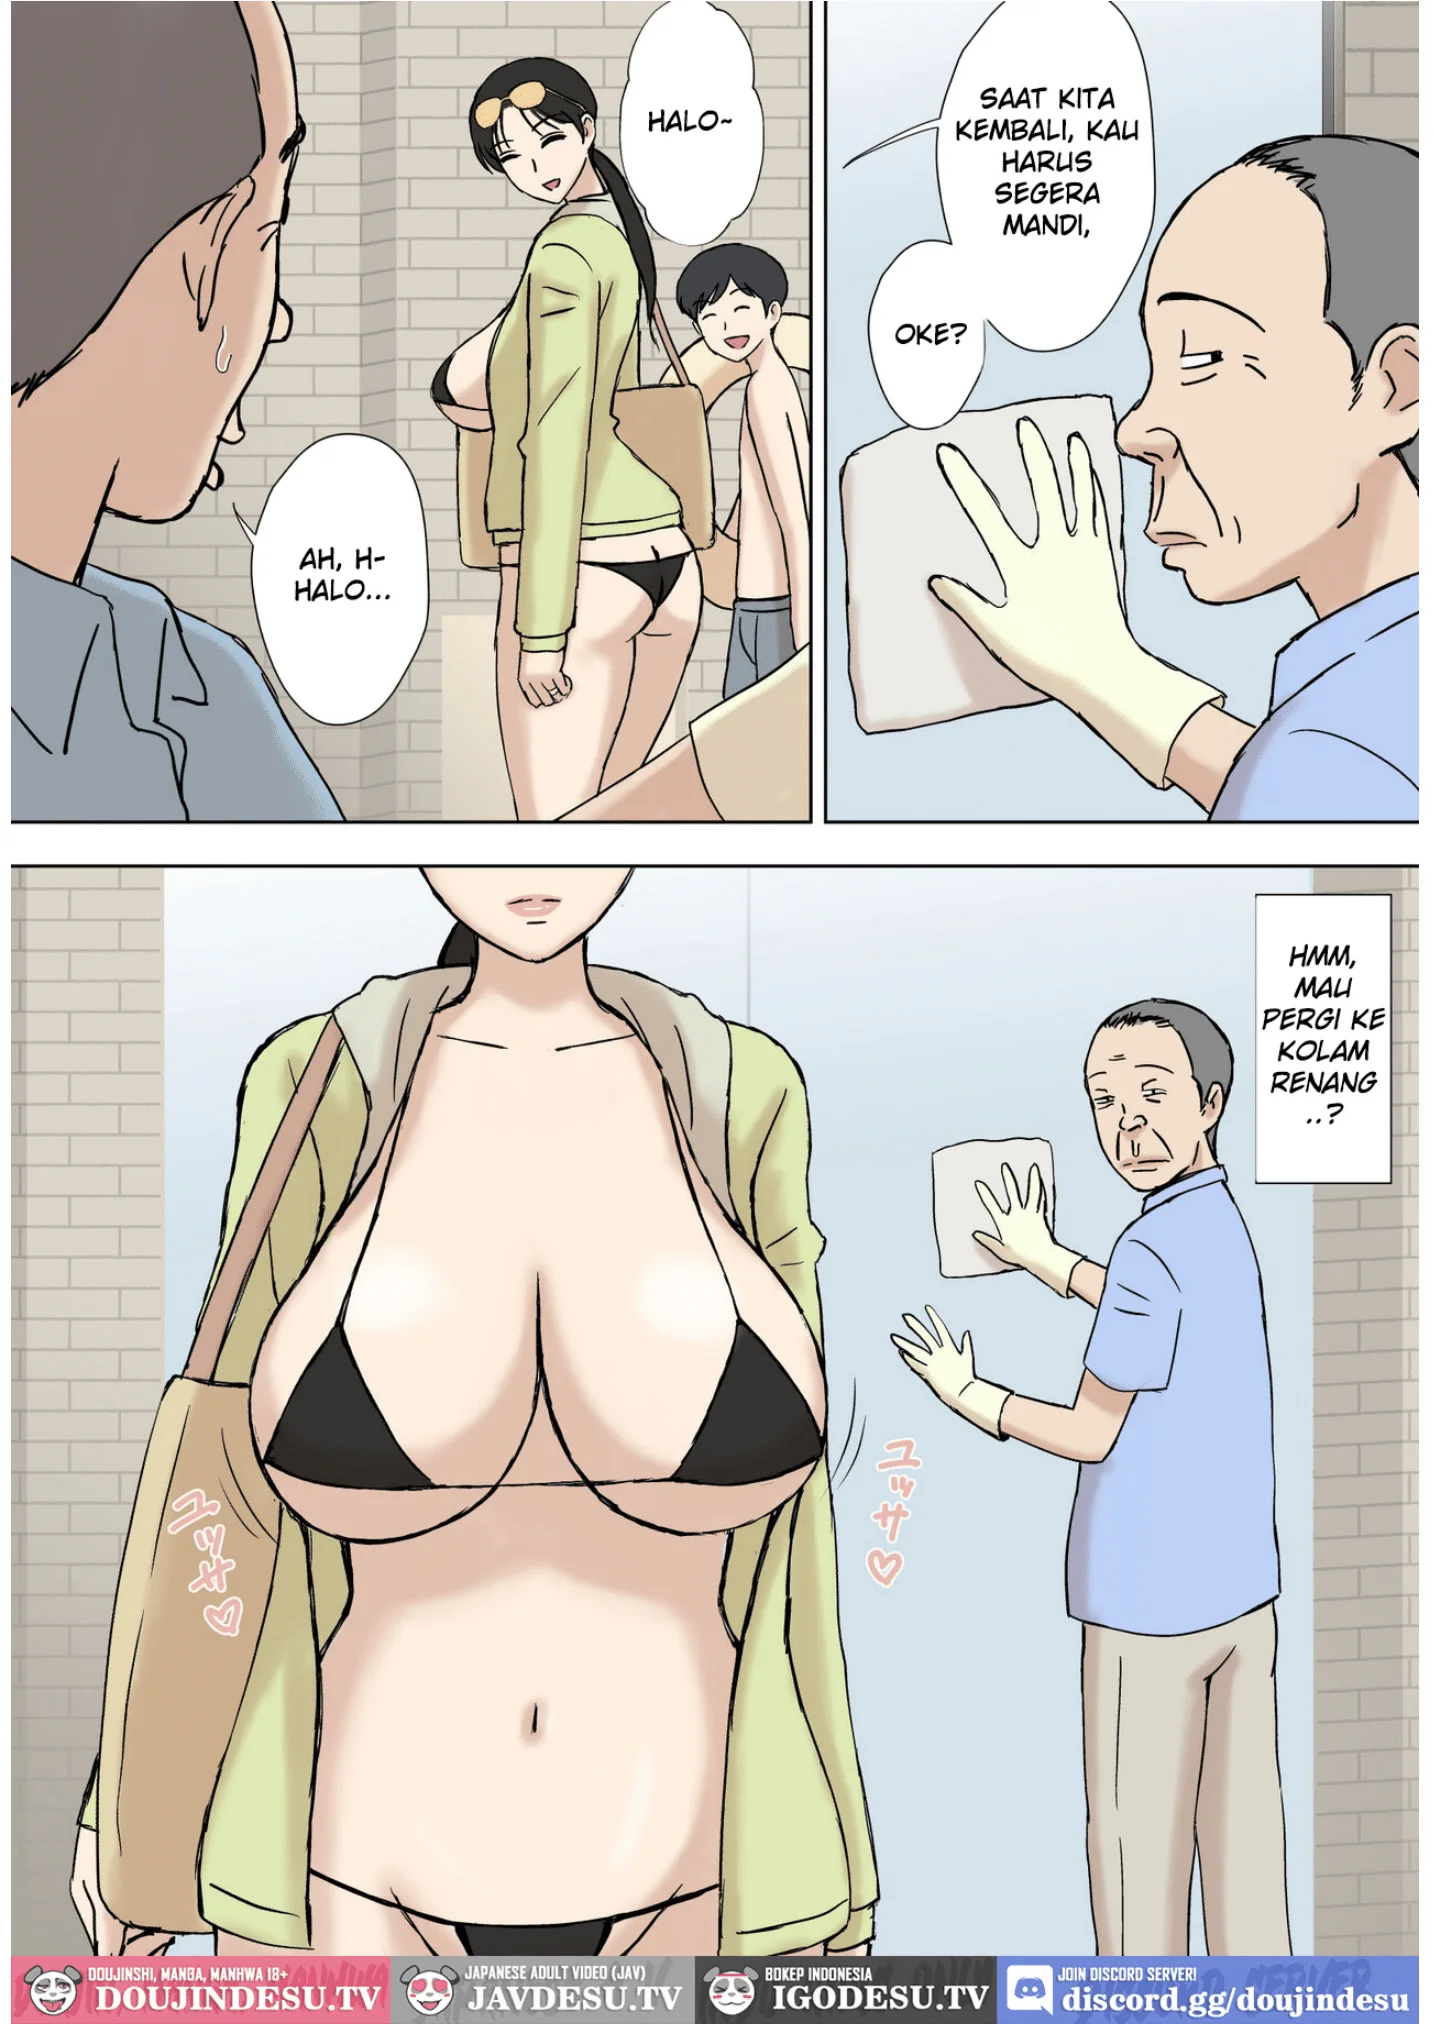 SAAT KITA
KEMBALI, KAU
HARUS
SEGERA
MANDI,
OKE?
HALO~
AH, H-
HALO...
HMM,
MAU
PERGI KE
KOLAM
RENANG
..?
ユッサ♡
ユッサ♡
DOUJINSHI, MANGA, MANHWA 18+
DOUJINDESU.TV
JAPANESE ADULT VIDEO (JAV)
JAVDESU.TV
BOKEP INDONESIA
IGODESU.TV
JOIN DISCORD SERVER!
discord.gg/doujindesu